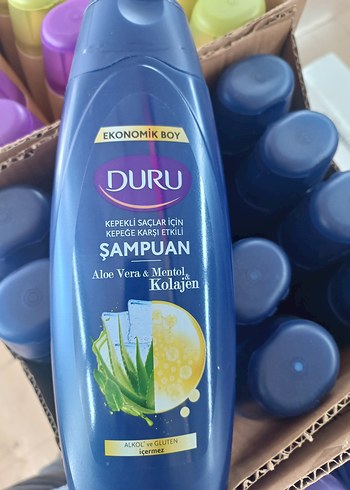 EKONOMİK BOY
DURU
KEPEKLİ SAÇLAR İÇİN
KEPEĞE KARŞI ETKİLİ
ŞAMPUAN
Aloe Vera & Mentol &
Kolajen
ALKOL* ve GLUTEN
içermez